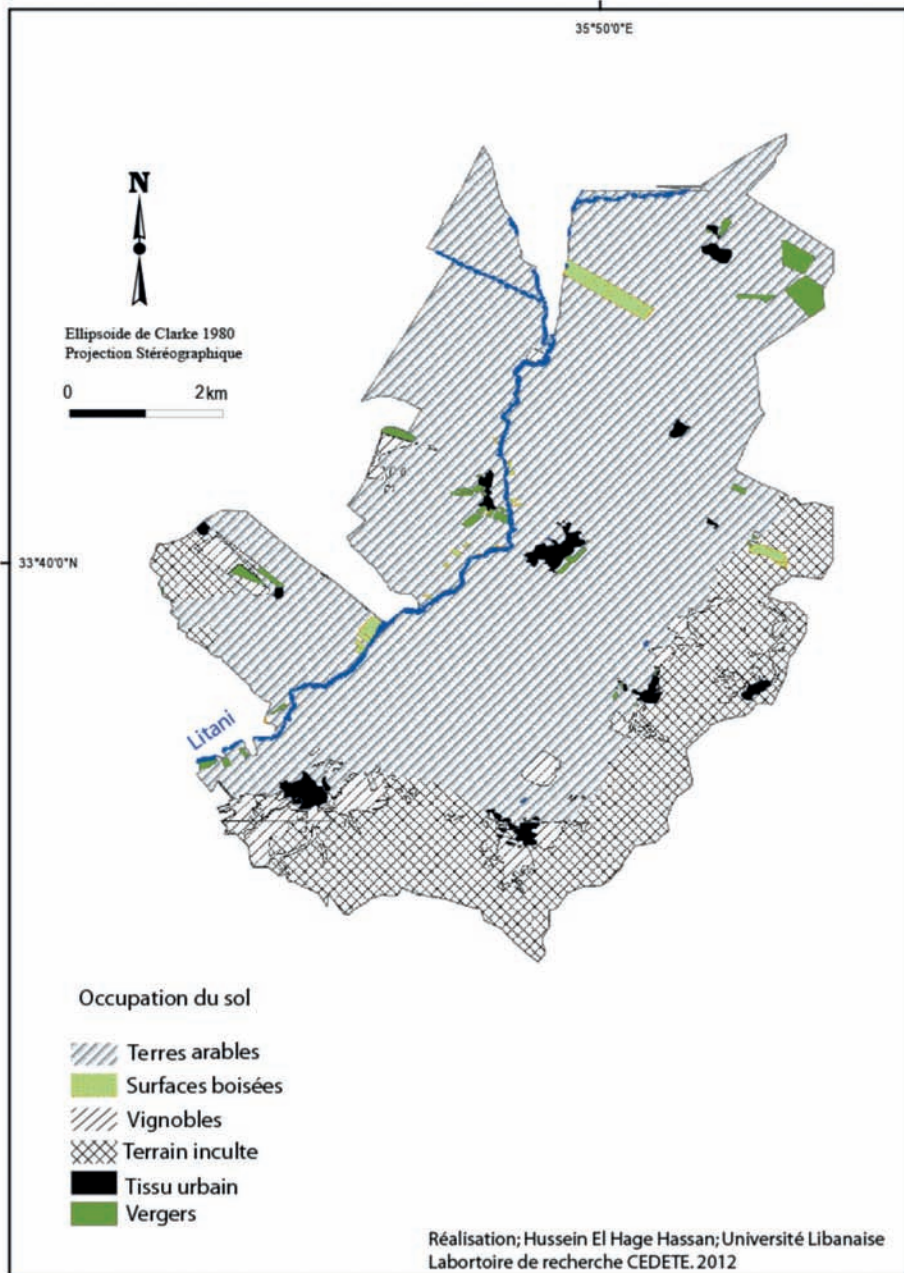 35°50'0"E
N
Ellipsoide de Clarke 1980
Projection Stéréographique
0 2 km
33°40'0"N
Litani
Occupation du sol
Terres arables
Surfaces boisées
Vignobles
Terrain inculte
Tissu urbain
Vergers
Réalisation; Hussein El Hage Hassan; Université Libanaise
Labortoire de recherche CEDETE. 2012